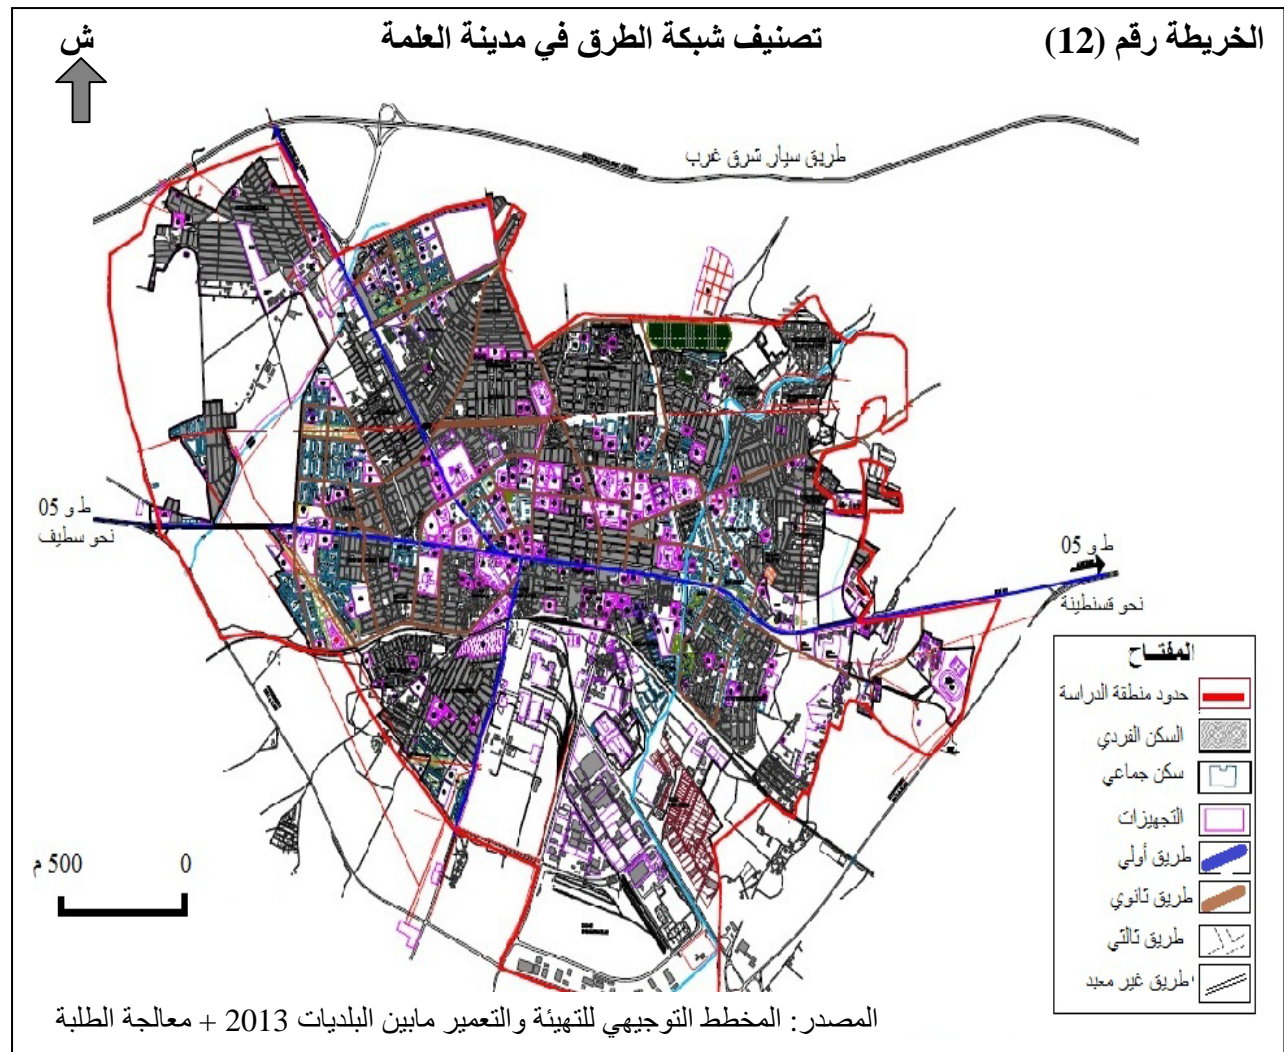 الخريطة رقم (12)
تصنيف شبكة الطرق في مدينة العلمة
ش
طريق سيار شرق غرب
ط و 05
نحو سطيف
ط و 05
نحو قسنطينة
المفتــاح
حدود منطقة الدراسة
السكن الفردي
سكن جماعي
التجهيزات
طريق أولي
طريق ثانوي
طريق ثالثي
طريق غير معبد
500 م
0
المصدر: المخطط التوجيهي للتهيئة والتعمير مابين البلديات 2013 + معالجة الطلبة